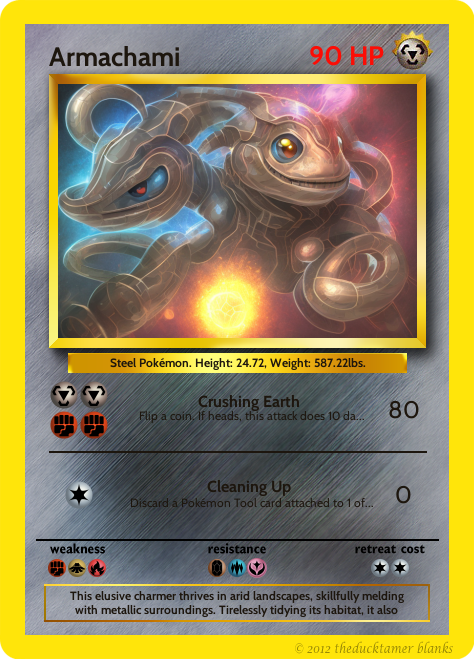 Armachami 90 HP
Steel Pokémon. Height: 24.72, Weight: 587.22lbs.
Crushing Earth 80
Flip a coin. If heads, this attack does 10 da...
Cleaning Up 0
Discard a Pokémon Tool card attached to 1 of...
weakness resistance retreat cost
This elusive charmer thrives in arid landscapes, skillfully melding
with metallic surroundings. Tirelessly tidying its habitat, it also
© 2012 theducktamer blanks